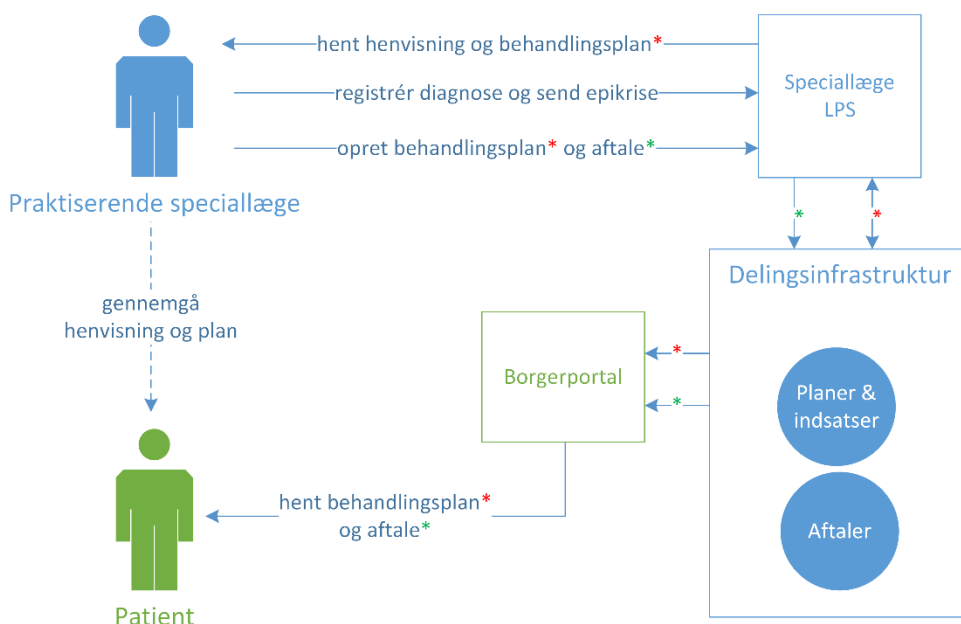 hent henvisning og behandlingsplan*
registrér diagnose og send epikrise
opret behandlingsplan* og aftale*
Speciallæge
LPS
Praktiserende speciallæge
* *
Delingsinfrastruktur
gennemgå
henvisning og plan
Borgerportal
*
*
Planer &
indsatser
Aftaler
hent behandlingsplan*
og aftale*
Patient